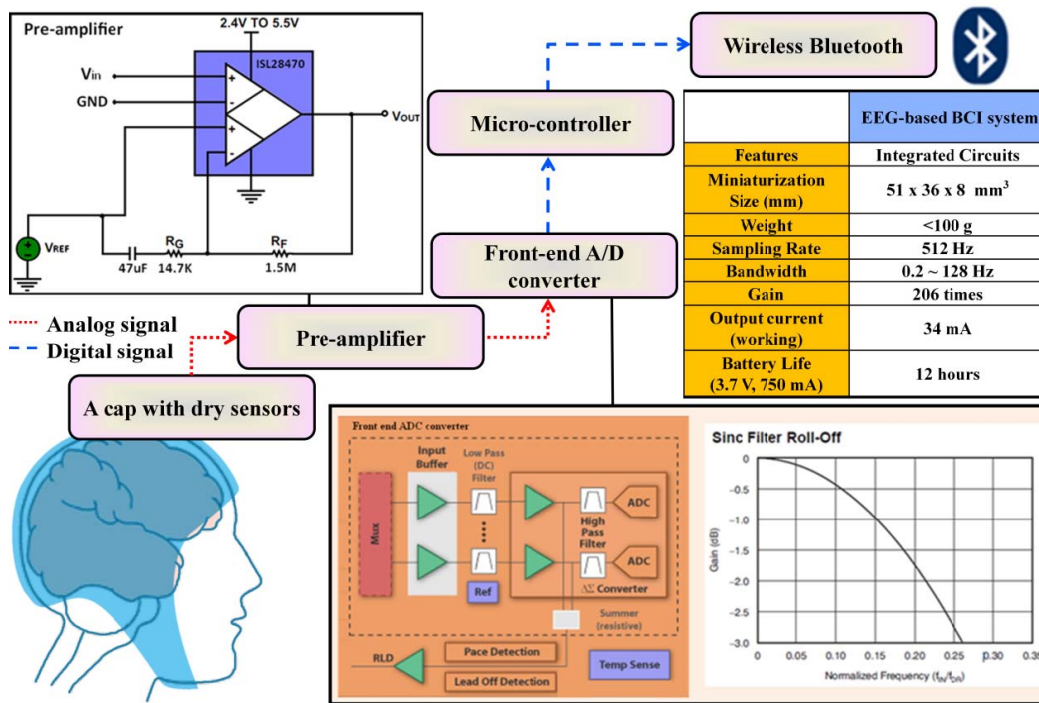 Pre-amplifier
2.4V TO 5.5V
ISL28470
Vin
GND
+
-
+
-
VOUT
VREF
47uF
RG
14.7K
RF
1.5M
Analog signal
Digital signal
A cap with dry sensors
Pre-amplifier
Front-end A/D
converter
Micro-controller
Wireless Bluetooth
EEG-based BCI system
Features Integrated Circuits
Miniaturization
Size (mm) 51 x 36 x 8 mm³
Weight <100 g
Sampling Rate 512 Hz
Bandwidth 0.2 ~ 128 Hz
Gain 206 times
Output current
(working) 34 mA
Battery Life
(3.7 V, 750 mA) 12 hours
Front end ADC converter
Input
Buffer
Low Pass
(DC)
Filter
Mux
High
Pass
Filter
ADC
ADC
Ref
ΔΣ Converter
Summer
(resistive)
RLD
Pace Detection
Lead Off Detection
Temp Sense
Sinc Filter Roll-Off
Gain (dB)
0
-0.5
-1.0
-1.5
-2.0
-2.5
-3.0
0 0.05 0.10 0.15 0.20 0.25 0.30 0.35
Normalized Frequency (fIN/fDR)